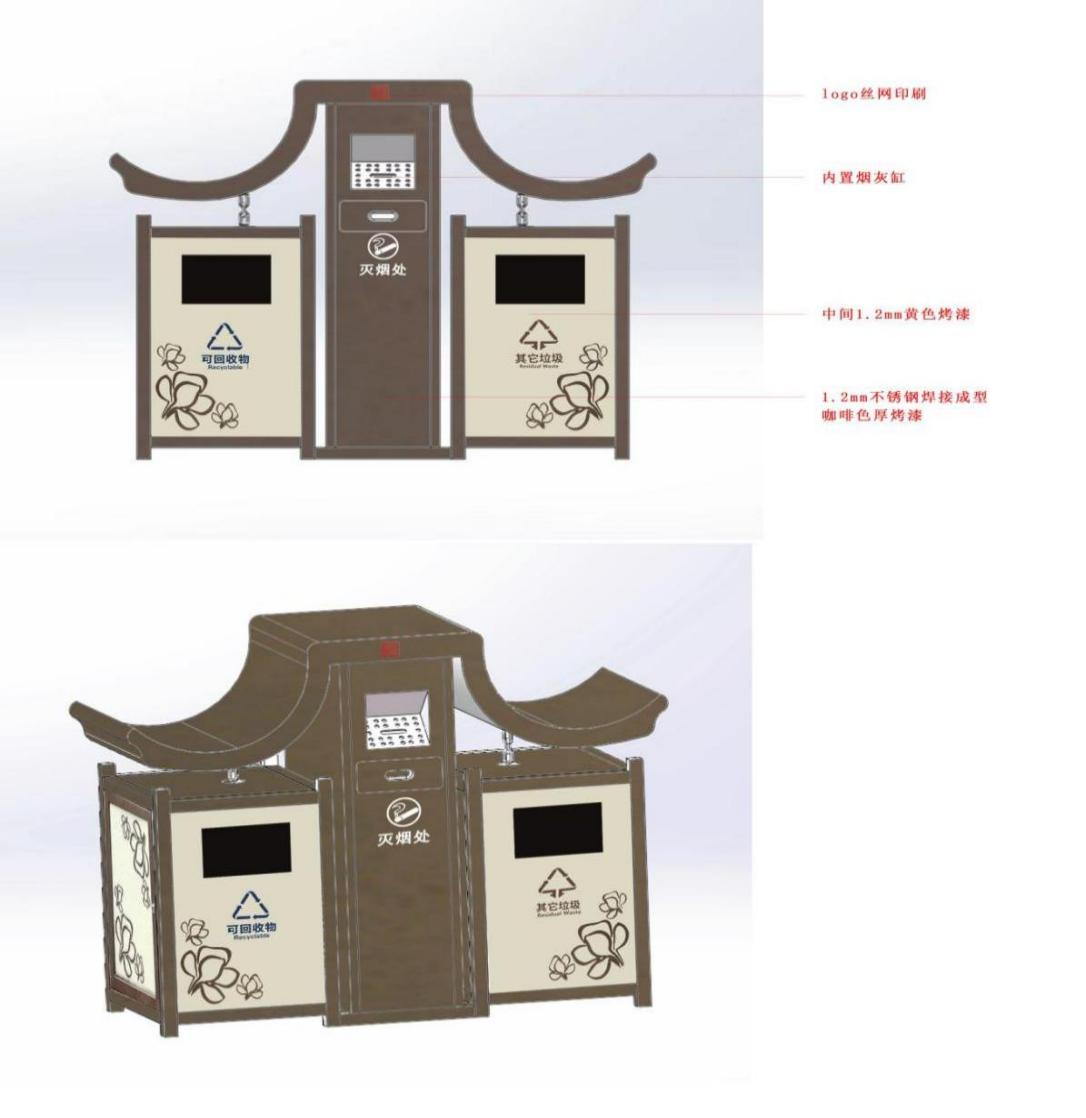 logo丝网印刷
内置烟灰缸
灭烟处
中间1.2mm黄色烤漆
可回收物
Recyclable
其它垃圾
Residual Waste
1.2mm不锈钢焊接成型
咖啡色厚烤漆
灭烟处
可回收物
Recyclable
其它垃圾
Residual Waste